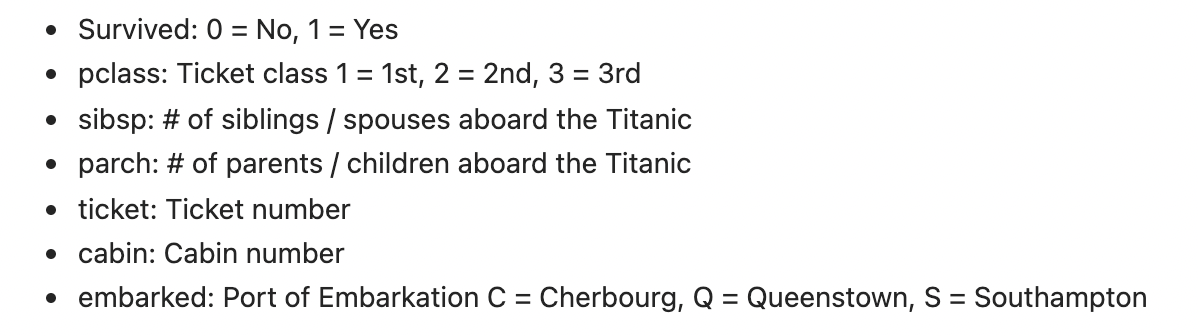 • Survived: 0 = No, 1 = Yes
• pclass: Ticket class 1 = 1st, 2 = 2nd, 3 = 3rd
• sibsp: # of siblings / spouses aboard the Titanic
• parch: # of parents / children aboard the Titanic
• ticket: Ticket number
• cabin: Cabin number
• embarked: Port of Embarkation C = Cherbourg, Q = Queenstown, S = Southampton